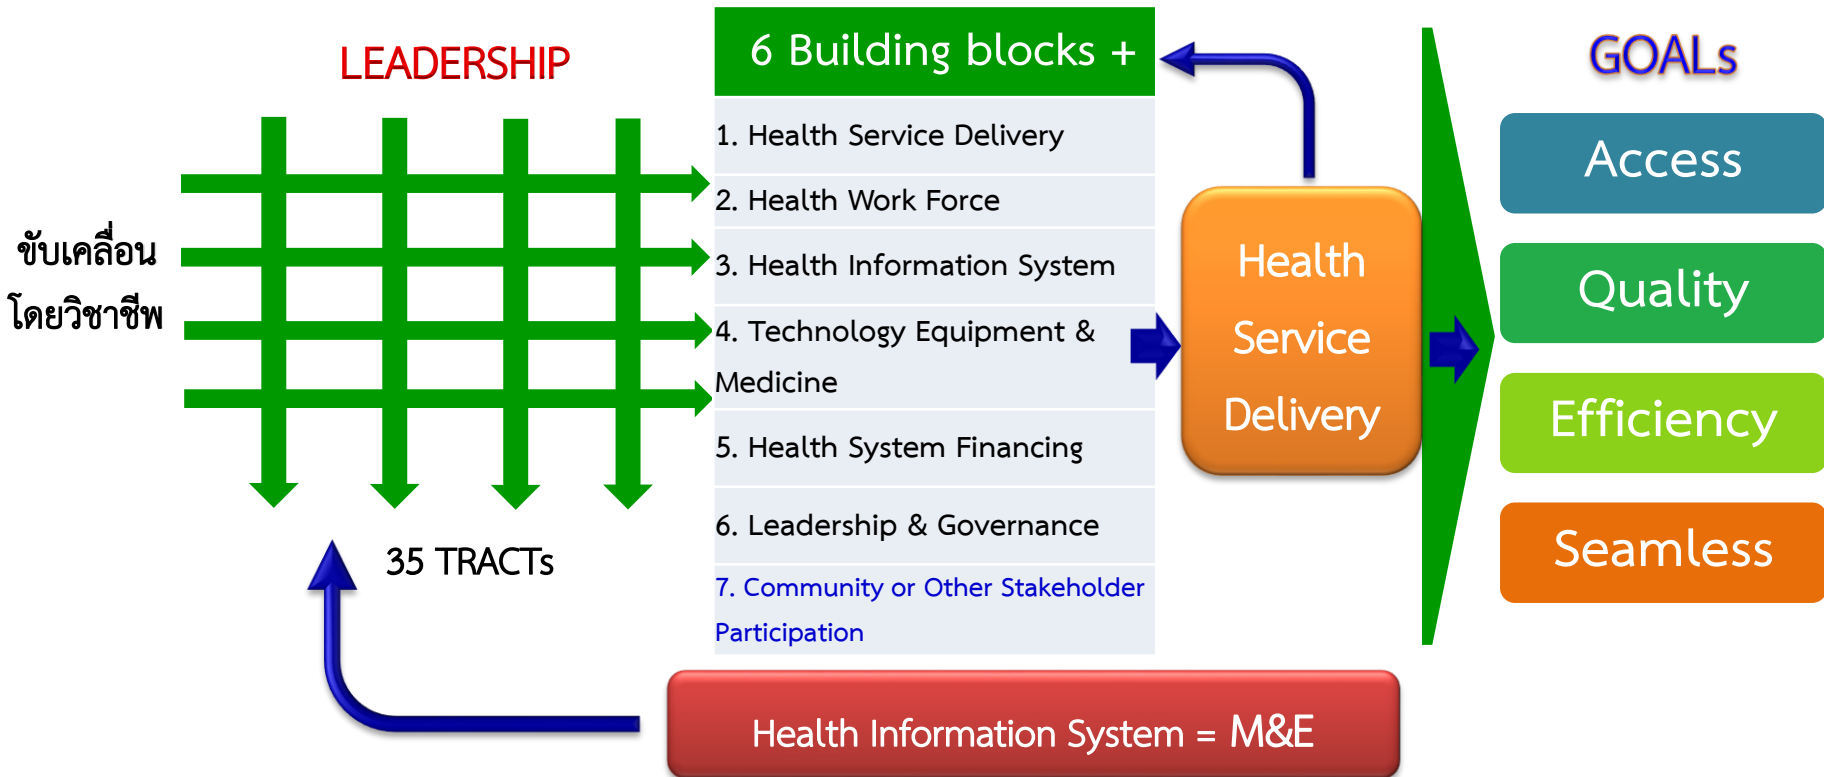 LEADERSHIP
ขับเคลื่อน
โดยวิชาชีพ
35 TRACTs
6 Building blocks +
1. Health Service Delivery
2. Health Work Force
3. Health Information System
4. Technology Equipment &
Medicine
5. Health System Financing
6. Leadership & Governance
7. Community or Other Stakeholder
Participation
Health
Service
Delivery
GOALs
Access
Quality
Efficiency
Seamless
Health Information System = M&E